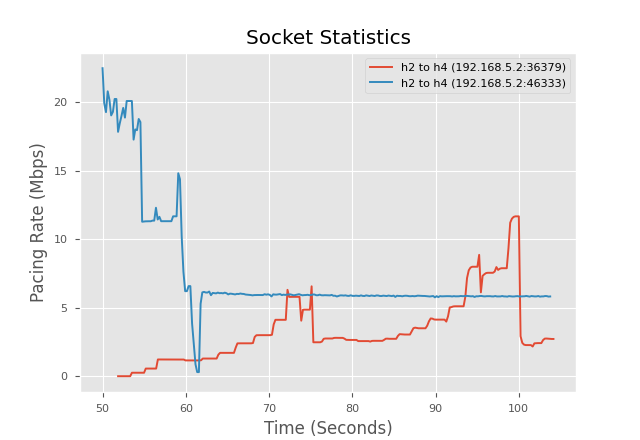 Socket Statistics
h2 to h4 (192.168.5.2:36379)
h2 to h4 (192.168.5.2:46333)
Pacing Rate (Mbps)
20
15
10
5
0
50 60 70 80 90 100
Time (Seconds)